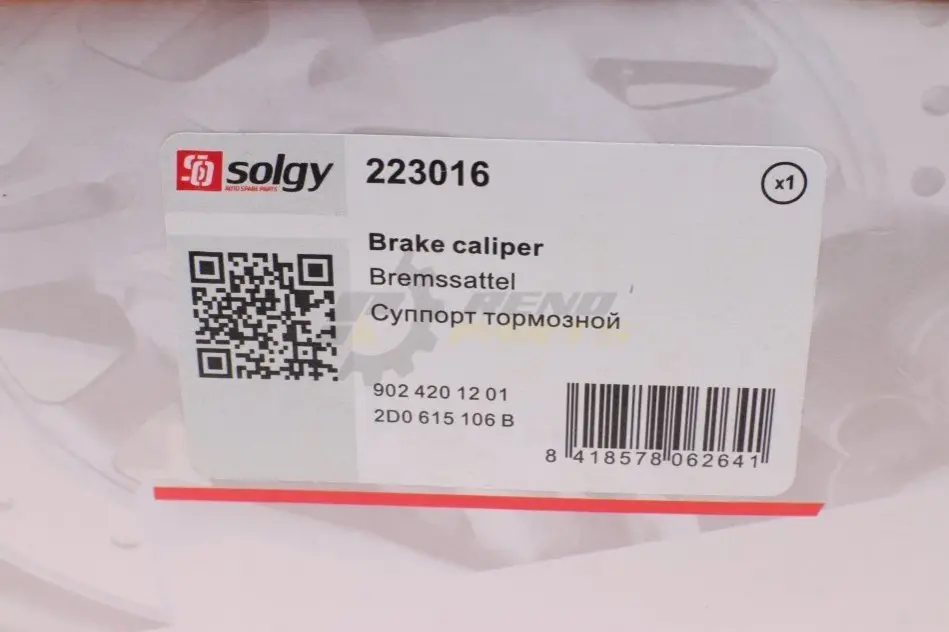 solgy
AUTO SPARE PARTS
223016
x1
Brake caliper
Bremssattel
Суппорт тормозной
902 420 12 01
2D0 615 106 B
8 418578 062641